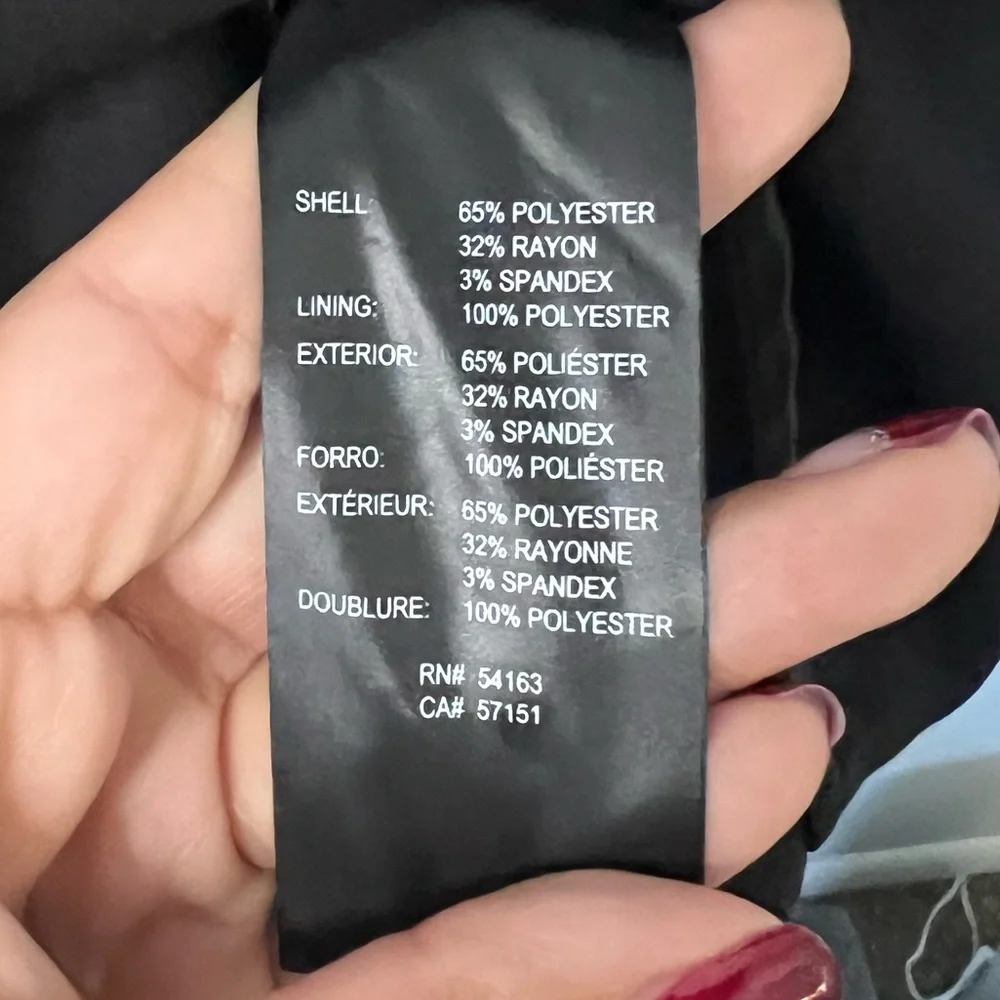 SHELL: 65% POLYESTER
32% RAYON
3% SPANDEX
LINING: 100% POLYESTER
EXTERIOR: 65% POLIÉSTER
32% RAYON
3% SPANDEX
FORRO: 100% POLIÉSTER
EXTÉRIEUR: 65% POLYESTER
32% RAYONNE
3% SPANDEX
DOUBLURE: 100% POLYESTER
RN# 54163
CA# 57151